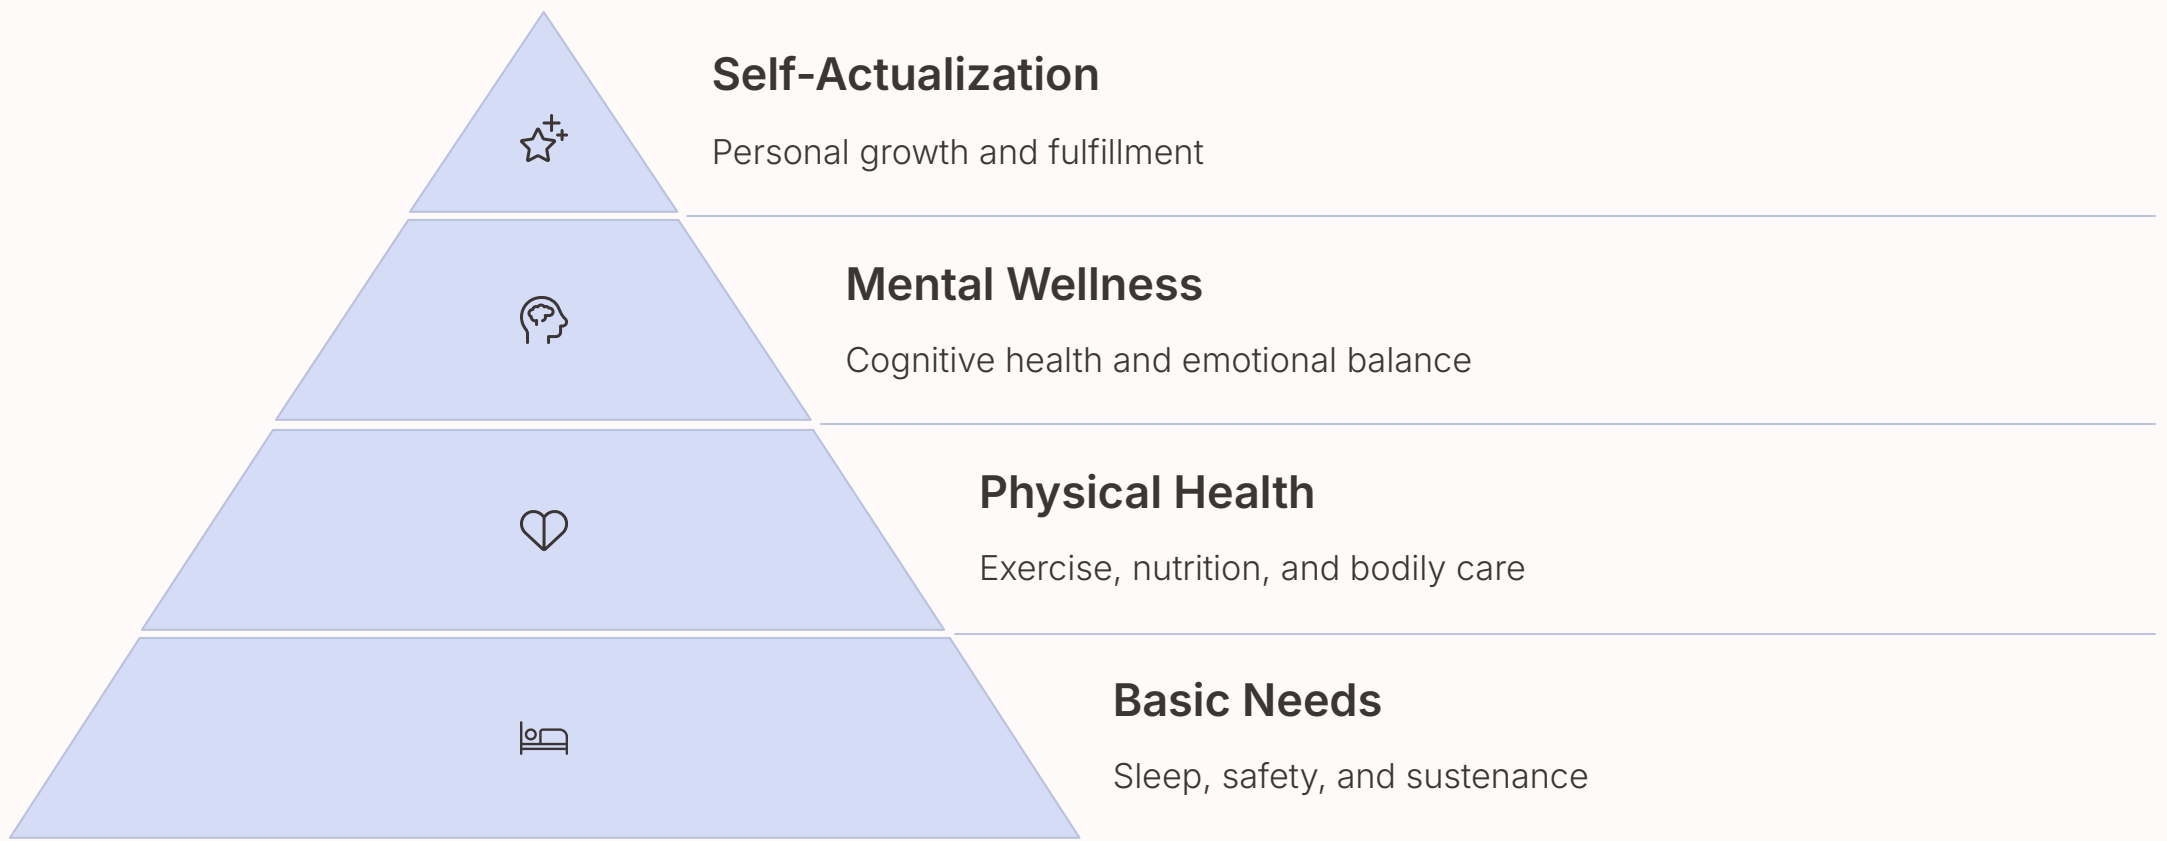 Self-Actualization
Personal growth and fulfillment
Mental Wellness
Cognitive health and emotional balance
Physical Health
Exercise, nutrition, and bodily care
Basic Needs
Sleep, safety, and sustenance